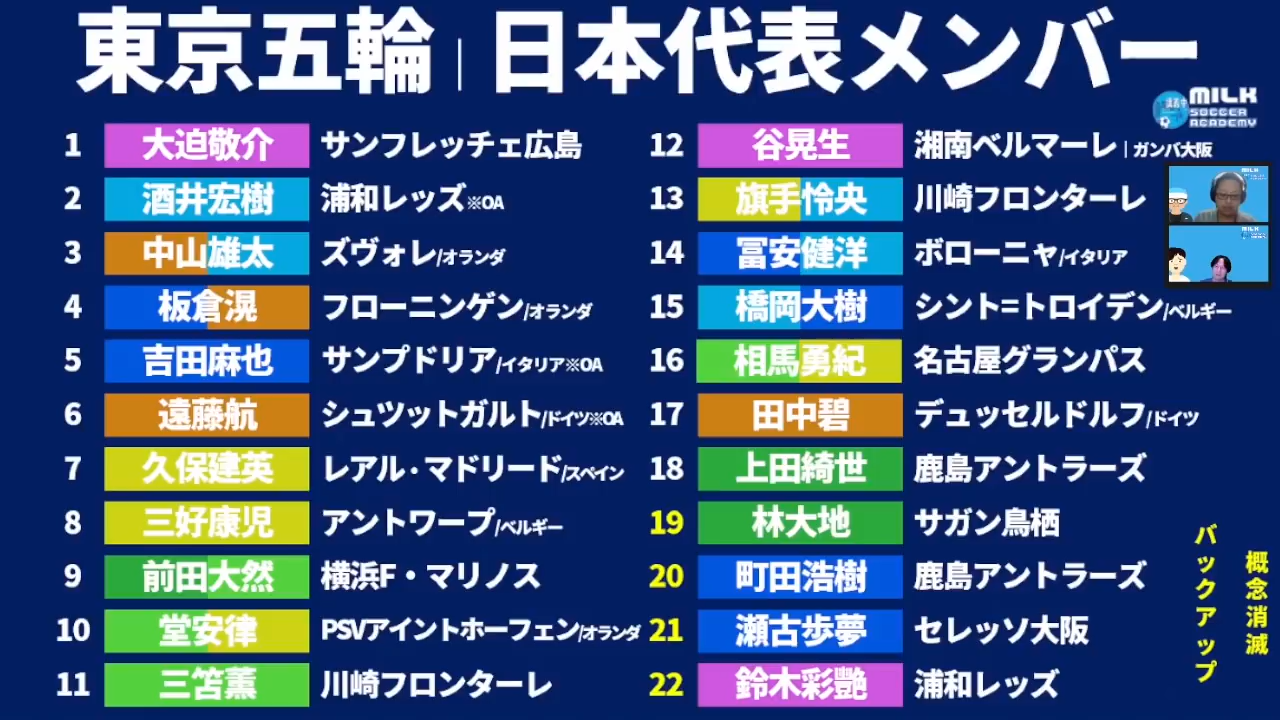 東京五輪 | 日本代表メンバー
MILK
SOCCER
ACADEMY
1 大迫敬介 サンフレッチェ広島
2 酒井宏樹 浦和レッズ※OA
3 中山雄太 ズヴォレ/オランダ
4 板倉滉 フローニンゲン/オランダ
5 吉田麻也 サンプドリア/イタリア※OA
6 遠藤航 シュツットガルト/ドイツ※OA
7 久保建英 レアル・マドリード/スペイン
8 三好康児 アントワープ/ベルギー
9 前田大然 横浜F・マリノス
10 堂安律 PSVアイントホーフェン/オランダ
11 三笘薫 川崎フロンターレ
12 谷晃生 湘南ベルマーレ | ガンバ大阪
13 旗手怜央 川崎フロンターレ
14 冨安健洋 ボローニャ/イタリア
15 橋岡大樹 シント=トロイデン/ベルギー
16 相馬勇紀 名古屋グランパス
17 田中碧 デュッセルドルフ/ドイツ
18 上田綺世 鹿島アントラーズ
19 林大地 サガン鳥栖
20 町田浩樹 鹿島アントラーズ
21 瀬古歩夢 セレッソ大阪
22 鈴木彩艶 浦和レッズ
概念消滅
バックアップ